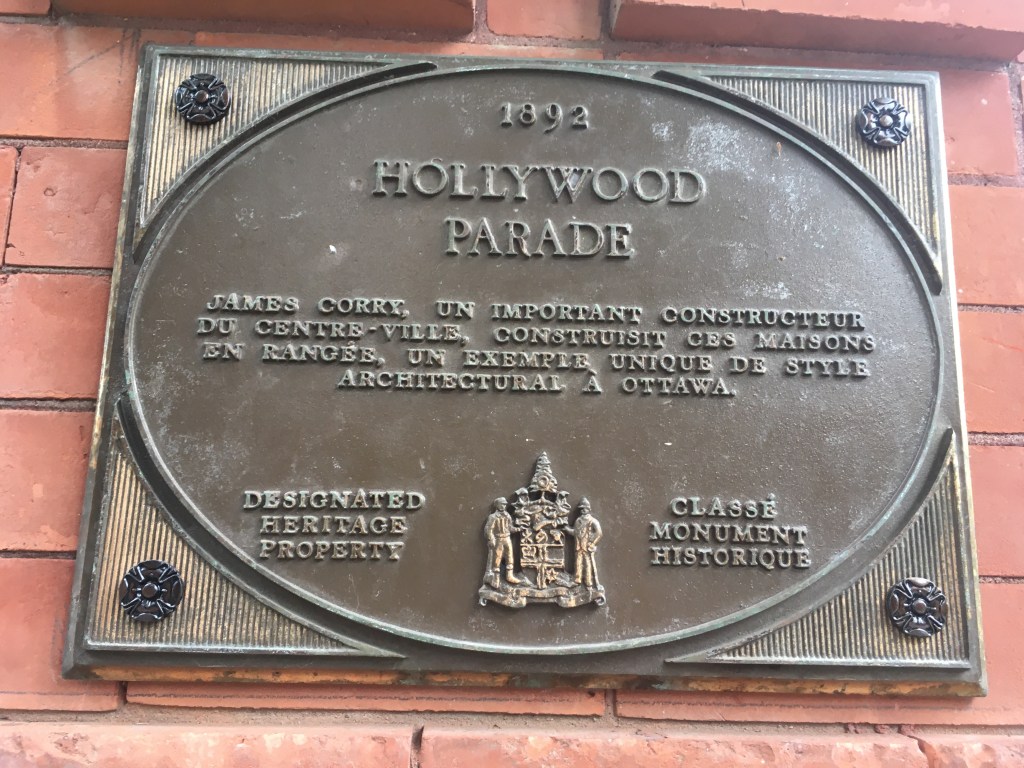 1892
HOLLYWOOD
PARADE
JAMES CORRY, UN IMPORTANT CONSTRUCTEUR
DU CENTRE-VILLE, CONSTRUISIT CES MAISONS
EN RANGÉE, UN EXEMPLE UNIQUE DE STYLE
ARCHITECTURAL À OTTAWA.
DESIGNATED
HERITAGE
PROPERTY
CLASSÉ
MONUMENT
HISTORIQUE